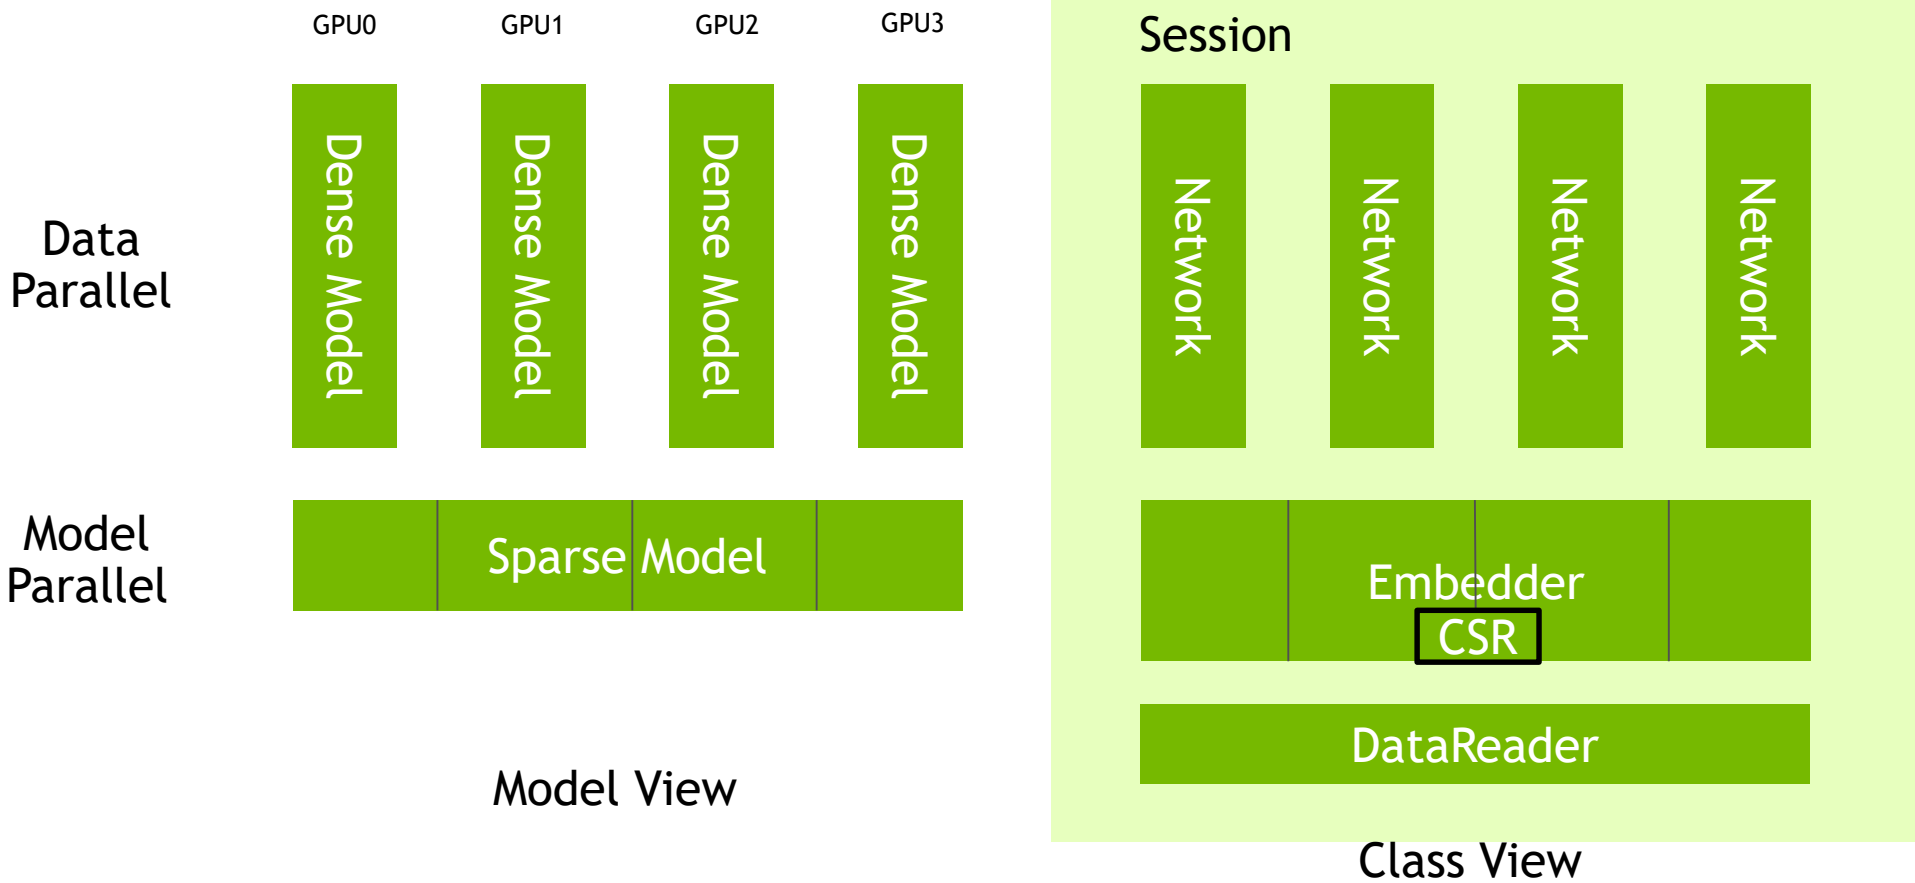 GPU0
GPU1
GPU2
GPU3
Data
Parallel
Dense Model
Dense Model
Dense Model
Dense Model
Model
Parallel
Sparse Model
Model View
Session
Network
Network
Network
Network
Embedder
CSR
DataReader
Class View